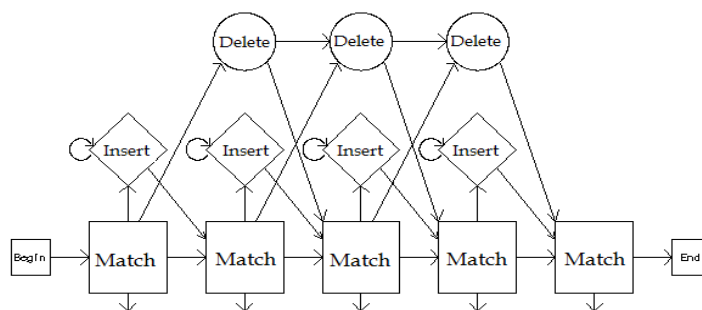 Delete Delete Delete
Insert Insert Insert Insert
Begin Match Match Match Match Match End